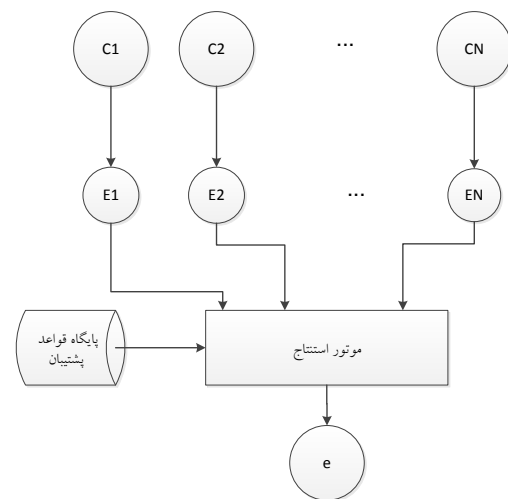 C1 C2 ... CN
E1 E2 ... EN
پایگاه قواعد
پشتیبان
موتور استنتاج
e